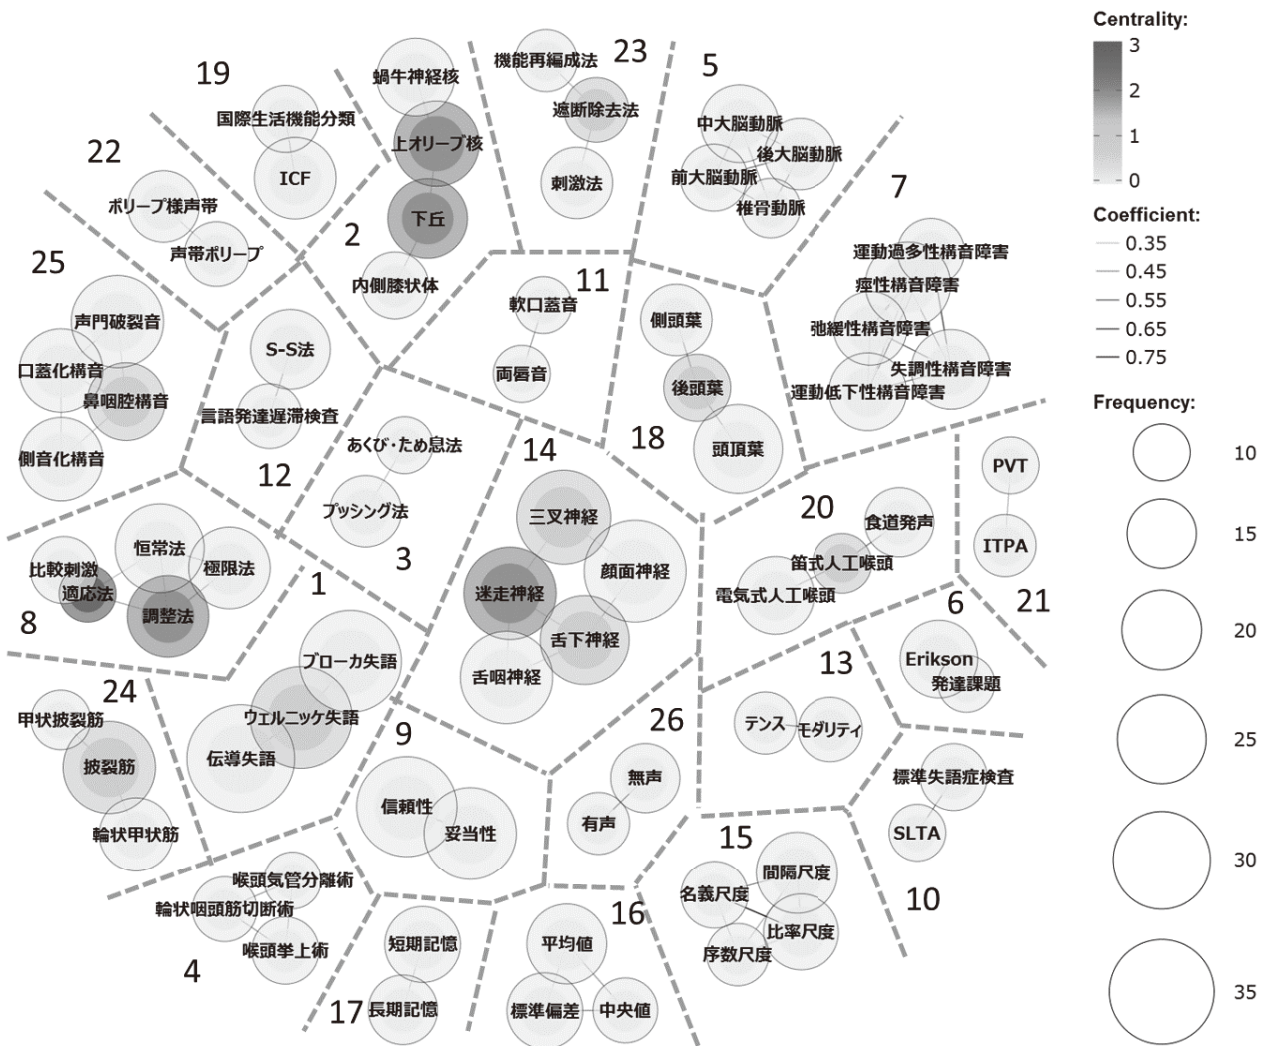 19
国際生活機能分類
ICF
22
ポリープ様声帯
声帯ポリープ
25
声門破裂音
口蓋化構音
鼻咽腔構音
側音化構音
2
蝸牛神経核
上オリーブ核
下丘
内側膝状体
23
機能再編成法
遮断除去法
刺激法
5
中大脳動脈
後大脳動脈
前大脳動脈
椎骨動脈
7
運動過多性構音障害
痙性構音障害
弛緩性構音障害
失調性構音障害
運動低下性構音障害
11
軟口蓋音
両唇音
12
S-S法
言語発達遅滞検査
3
あくび・ため息法
プッシング法
14
三叉神経
顔面神経
迷走神経
舌下神経
舌咽神経
18
側頭葉
後頭葉
頭頂葉
20
食道発声
笛式人工喉頭
電気式人工喉頭
21
PVT
ITPA
8
恒常法
比較刺激
極限法
適応法
調整法
1
ブローカ失語
ウェルニッケ失語
伝導失語
6
Erikson
発達課題
13
テンス
モダリティ
24
甲状披裂筋
披裂筋
輪状甲状筋
9
信頼性
妥当性
26
無声
有声
10
標準失語症検査
SLTA
4
喉頭気管分離術
輪状咽頭筋切断術
喉頭挙上術
17
短期記憶
長期記憶
16
平均値
標準偏差
中央値
15
間隔尺度
名義尺度
比率尺度
序数尺度
Centrality:
3
2
1
0
Coefficient:
0.35
0.45
0.55
0.65
0.75
Frequency:
10
15
20
25
30
35